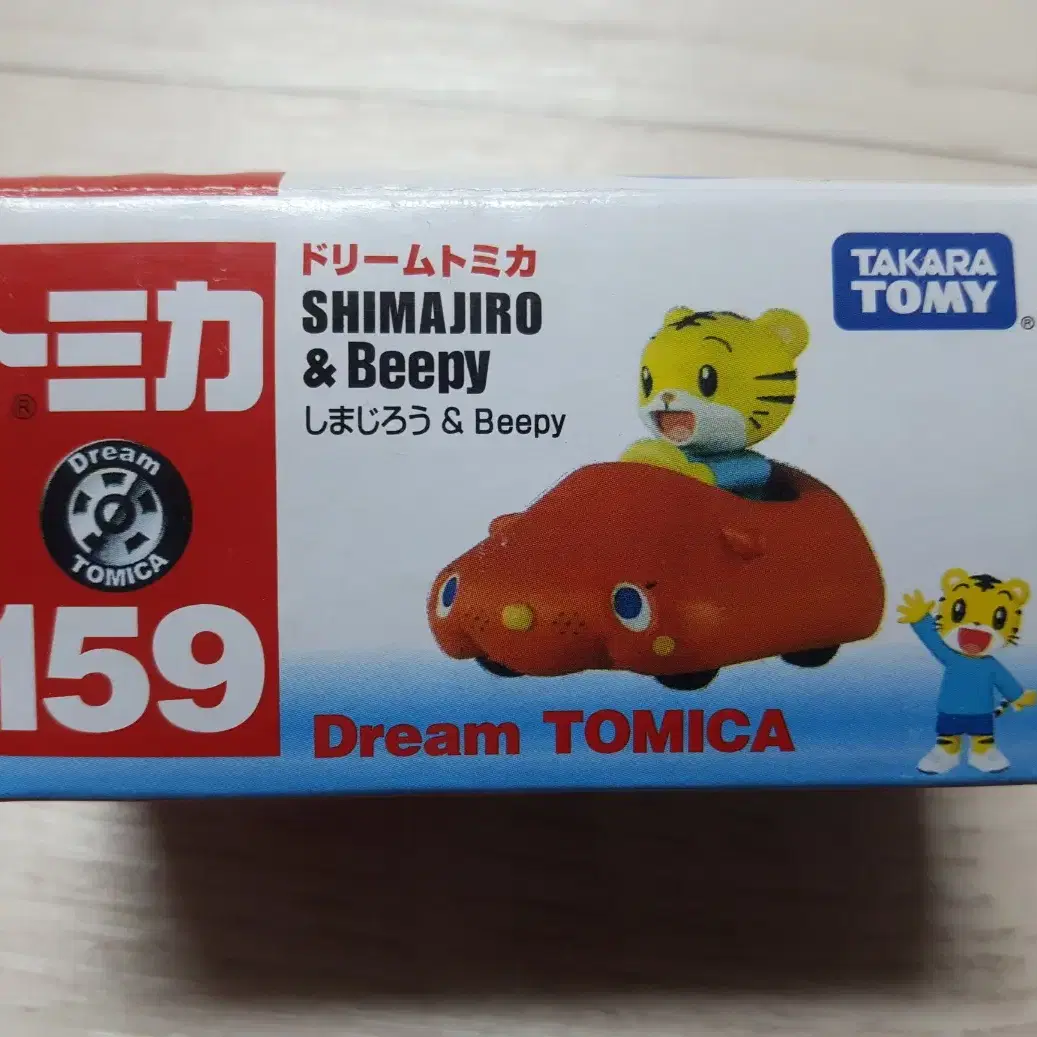 トミカ
®
Dream
TOMICA
159
ドリームトミカ
SHIMAJIRO
& Beepy
しまじろう & Beepy
TAKARA
TOMY
®
Dream TOMICA